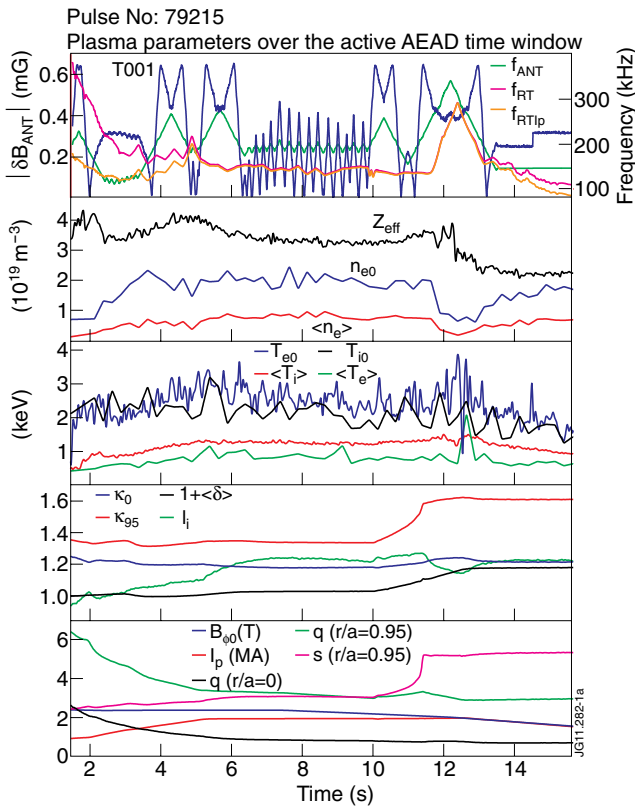 Pulse No: 79215
Plasma parameters over the active AEAD time window
|δB_ANT| (mG)
0.6
0.4
0.2
T001
f_ANT
f_RT
f_RTIp
300
200
100
Frequency (kHz)
(10^19 m^-3)
4
3
2
1
Z_eff
n_e0
<n_e>
(keV)
4
3
2
1
T_e0 T_i0
<T_i> <T_e>
1.6
1.4
1.2
1.0
κ_0 1+<δ>
κ_95 l_i
6
4
2
0
B_ϕ0(T) q (r/a=0.95)
I_p (MA) s (r/a=0.95)
q (r/a=0)
2 4 6 8 10 12 14
Time (s)
JG11.282-1a